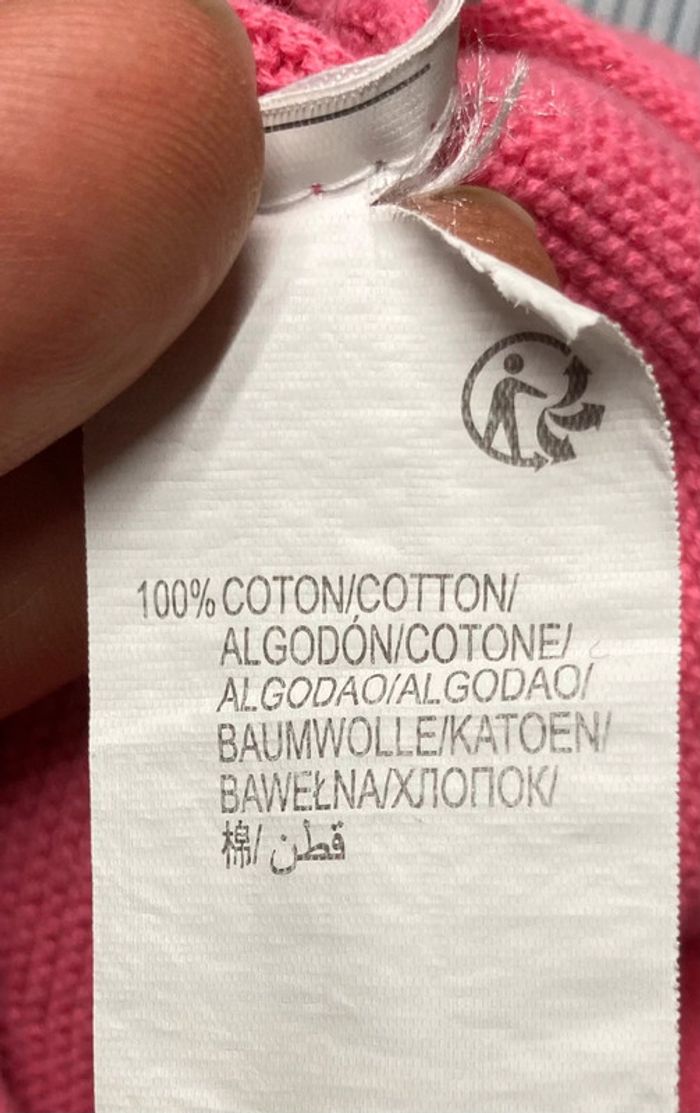 100% COTON/COTTON/
ALGODÓN/COTONE/
ALGODAO/ALGODAO/
BAUMWOLLE/KATOEN/
BAWEŁNA/ХЛОПОК/
棉/ قطن